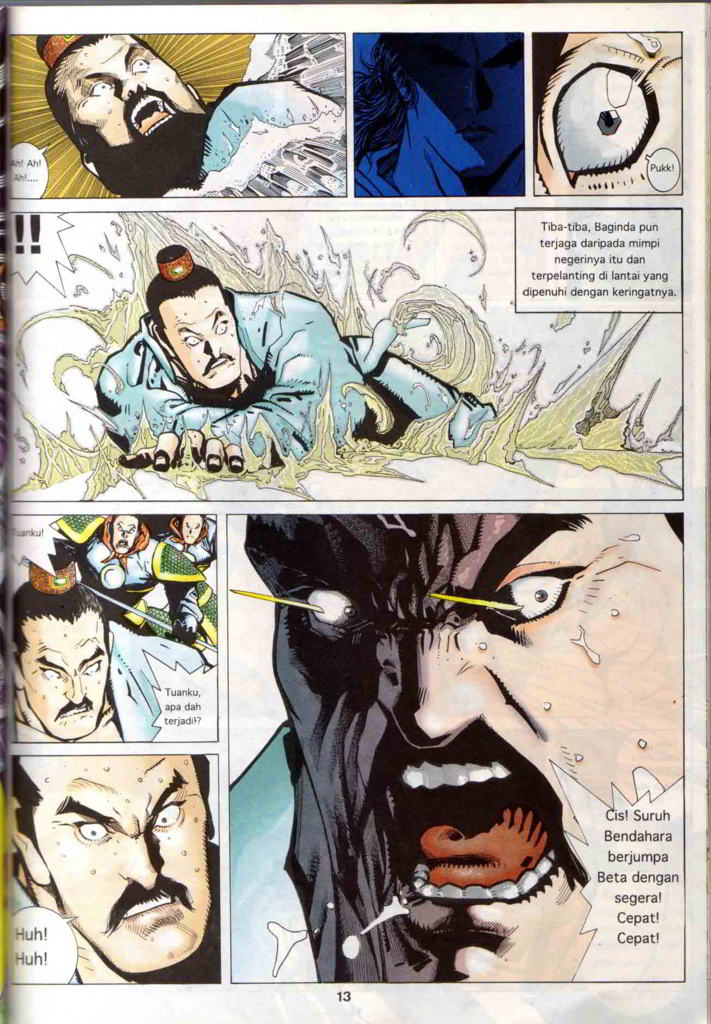 Ah! Ah!
Ah!....
Pukk!
!!
Tiba-tiba, Baginda pun
terjaga daripada mimpi
negerinya itu dan
terpelanting di lantai yang
dipenuhi dengan keringatnya.
Tuanku!
Tuanku,
apa dah
terjadi!?
Huh!
Huh!
Cis! Suruh
Bendahara
berjumpa
Beta dengan
segera!
Cepat!
Cepat!
13